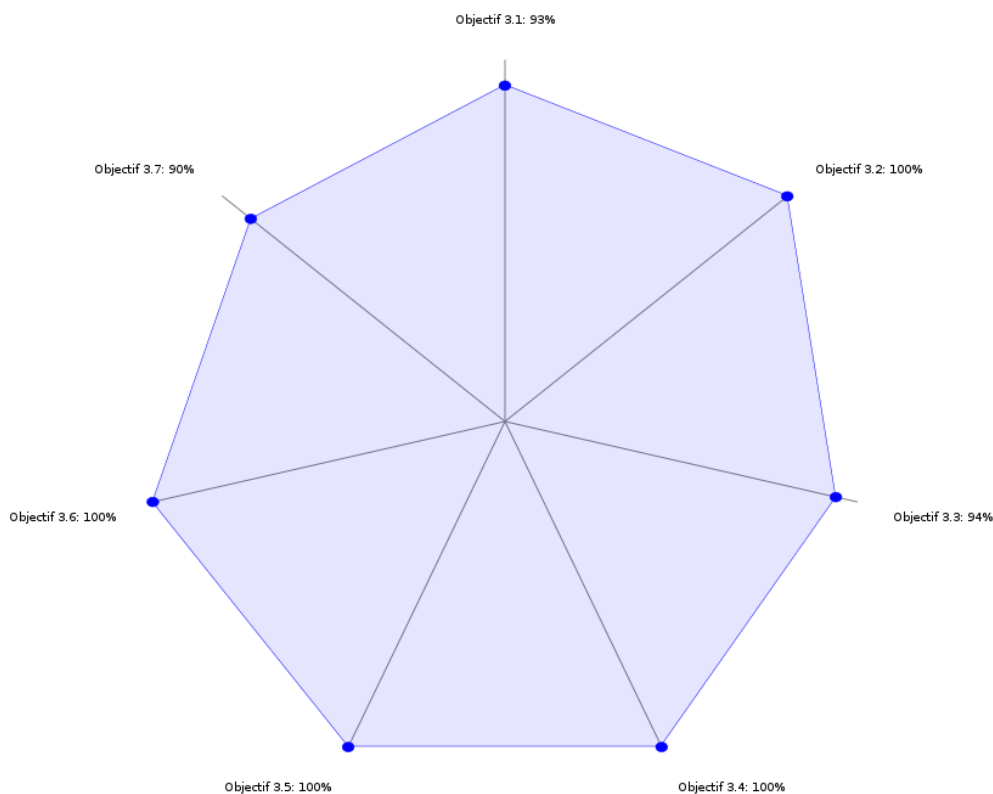 Objectif 3.1: 93%
Objectif 3.7: 90%
Objectif 3.2: 100%
Objectif 3.6: 100%
Objectif 3.3: 94%
Objectif 3.5: 100%
Objectif 3.4: 100%